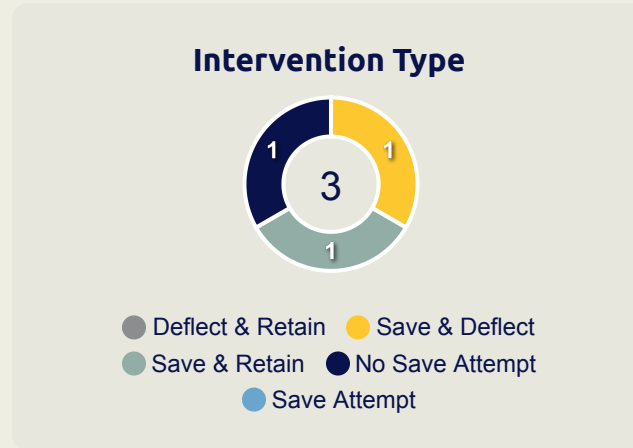 Intervention Type
1 1
3
1
Deflect & Retain Save & Deflect
Save & Retain No Save Attempt
Save Attempt